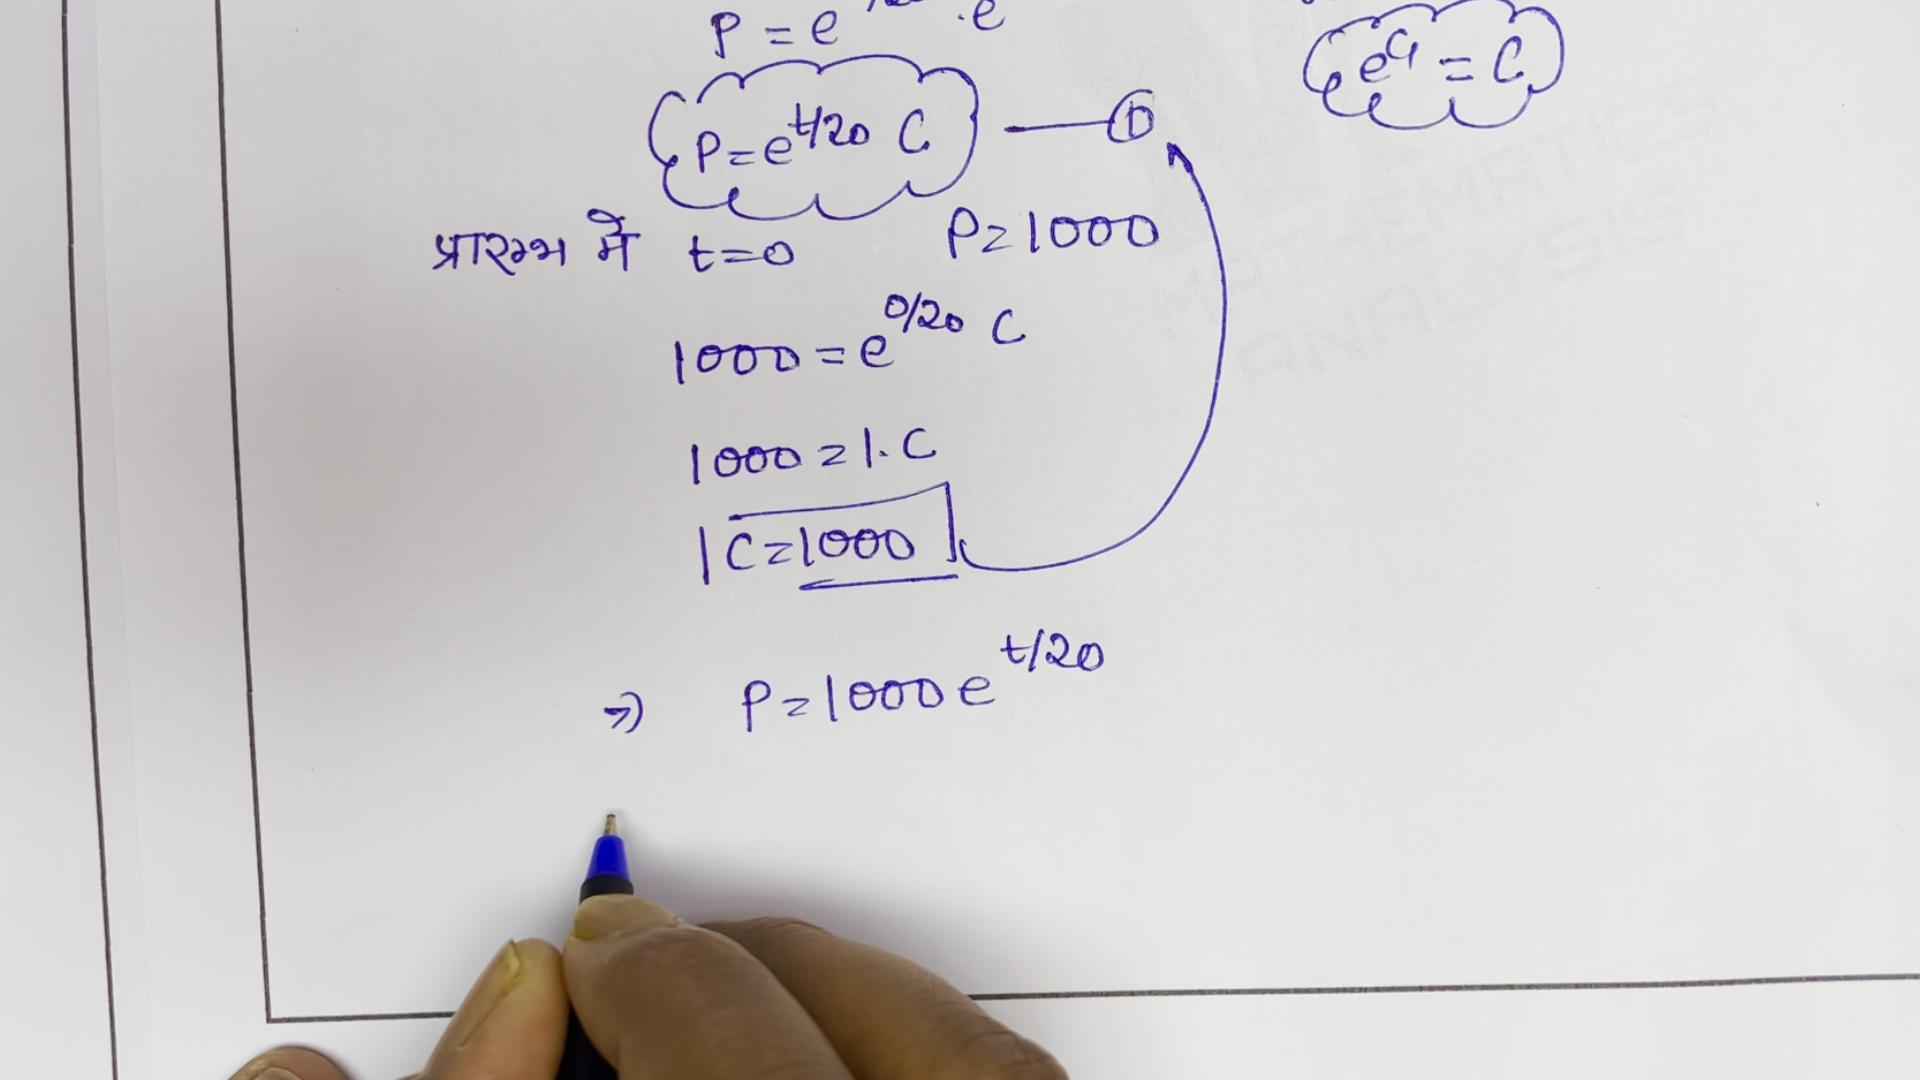 P = e .e
e^C1 = C
P=e^t/20 C —— ①
प्रारम्भ में t=0 P=1000
1000 = e^0/20 C
1000 = 1. C
C=1000
⇒ P=1000 e^t/20